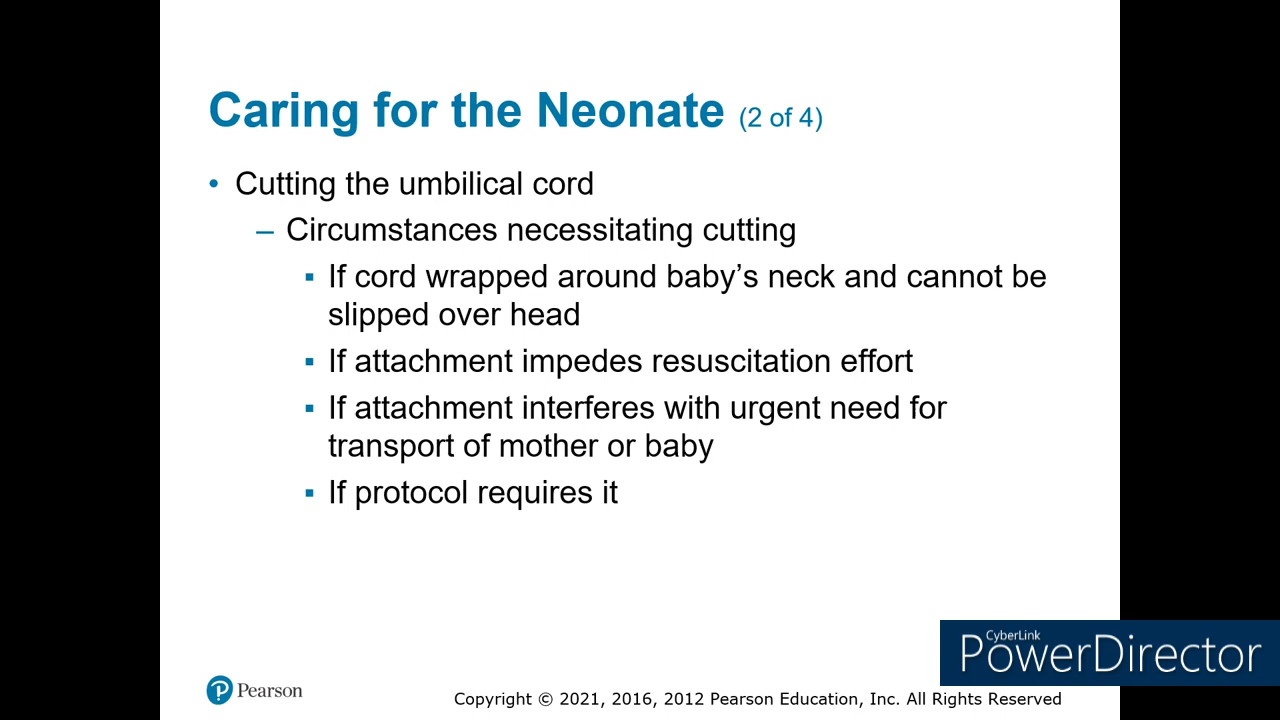 Caring for the Neonate (2 of 4)
• Cutting the umbilical cord
– Circumstances necessitating cutting
▪ If cord wrapped around baby’s neck and cannot be
slipped over head
▪ If attachment impedes resuscitation effort
▪ If attachment interferes with urgent need for
transport of mother or baby
▪ If protocol requires it
CyberLink
PowerDirector
P Pearson
Copyright © 2021, 2016, 2012 Pearson Education, Inc. All Rights Reserved